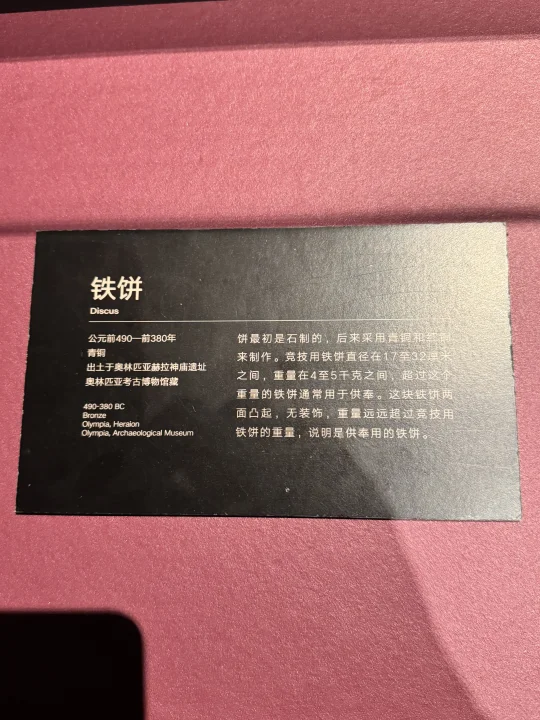 铁饼
Discus
公元前490—前380年
青铜
出土于奥林匹亚赫拉神庙遗址
奥林匹亚考古博物馆藏
490-380 BC
Bronze
Olympia, Heraion
Olympia, Archaeological Museum
饼最初是石制的，后来采用青铜和
来制作。竞技用铁饼直径在17至32厘米
之间，重量在4至5千克之间，超过这个
重量的铁饼通常用于供奉。这块铁饼两
面凸起，无装饰，重量远远超过竞技用
铁饼的重量，说明是供奉用的铁饼。